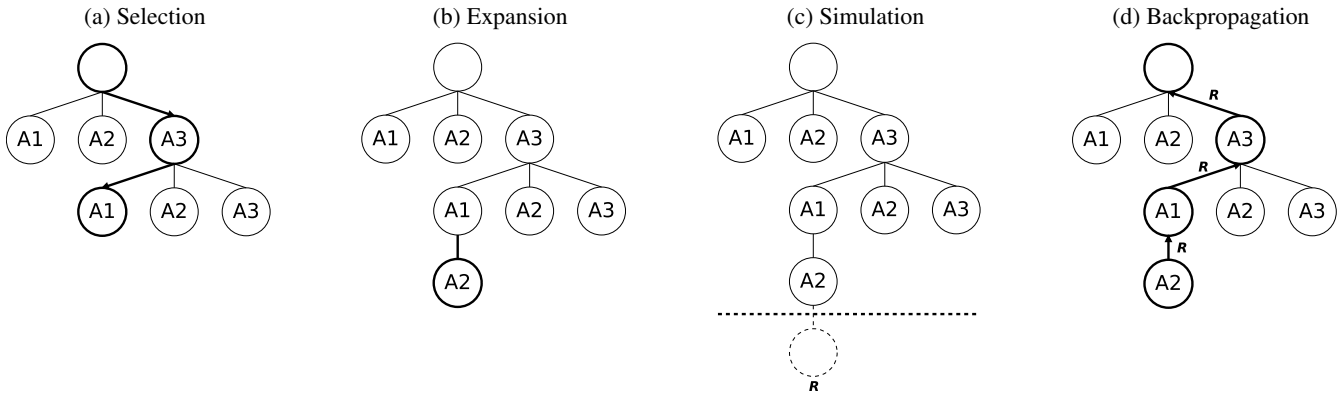 (a) Selection
A1 A2 A3
A1 A2 A3
(b) Expansion
A1 A2 A3
A1 A2 A3
A2
(c) Simulation
A1 A2 A3
A1 A2 A3
A2
R
(d) Backpropagation
R
A1 A2 A3
R
A1 A2 A3
R
A2